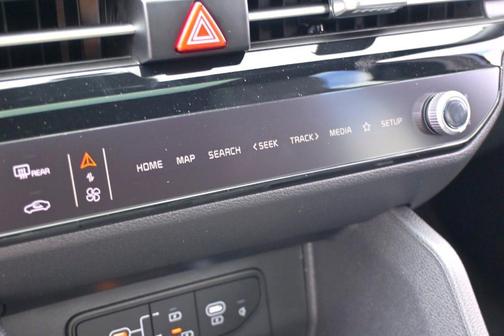 REAR
HOME MAP SEARCH <SEEK TRACK> MEDIA ☆ SETUP